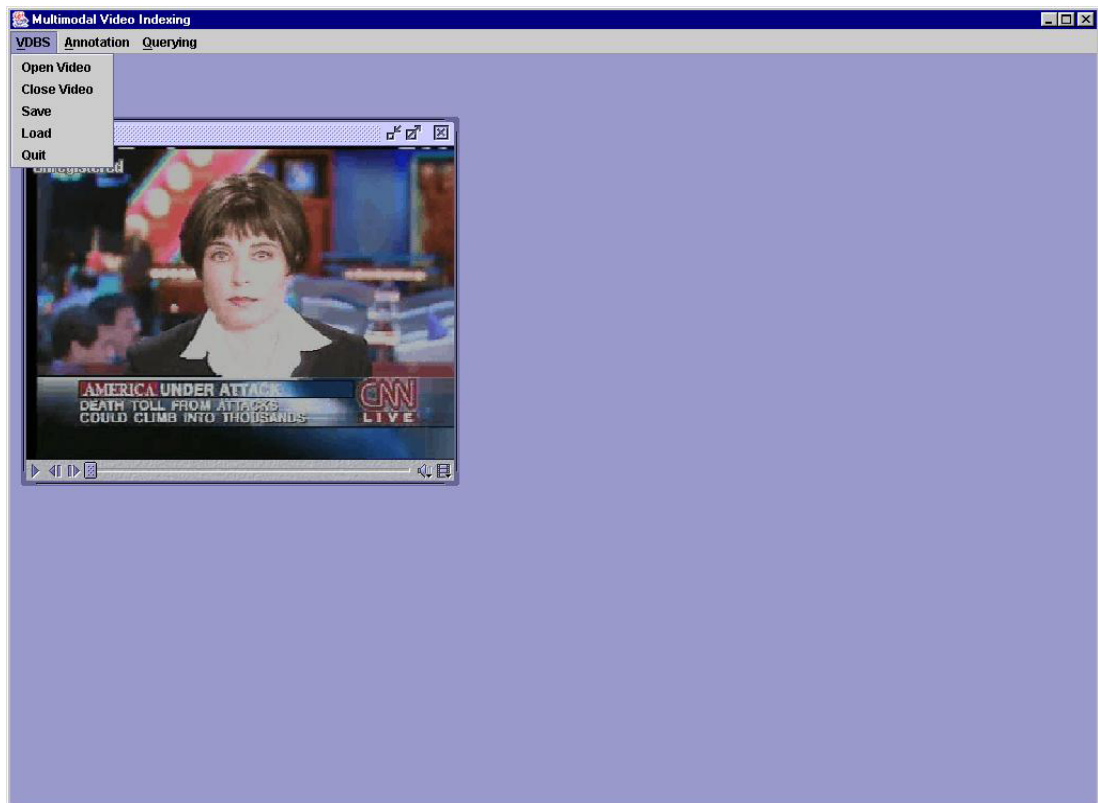 Multimodal Video Indexing
VDBS Annotation Querying
Open Video
Close Video
Save
Load
Quit
Unregistered
AMERICA UNDER ATTACK
DEATH TOLL FROM ATTACKS
COULD CLIMB INTO THOUSANDS
CNN
LIVE